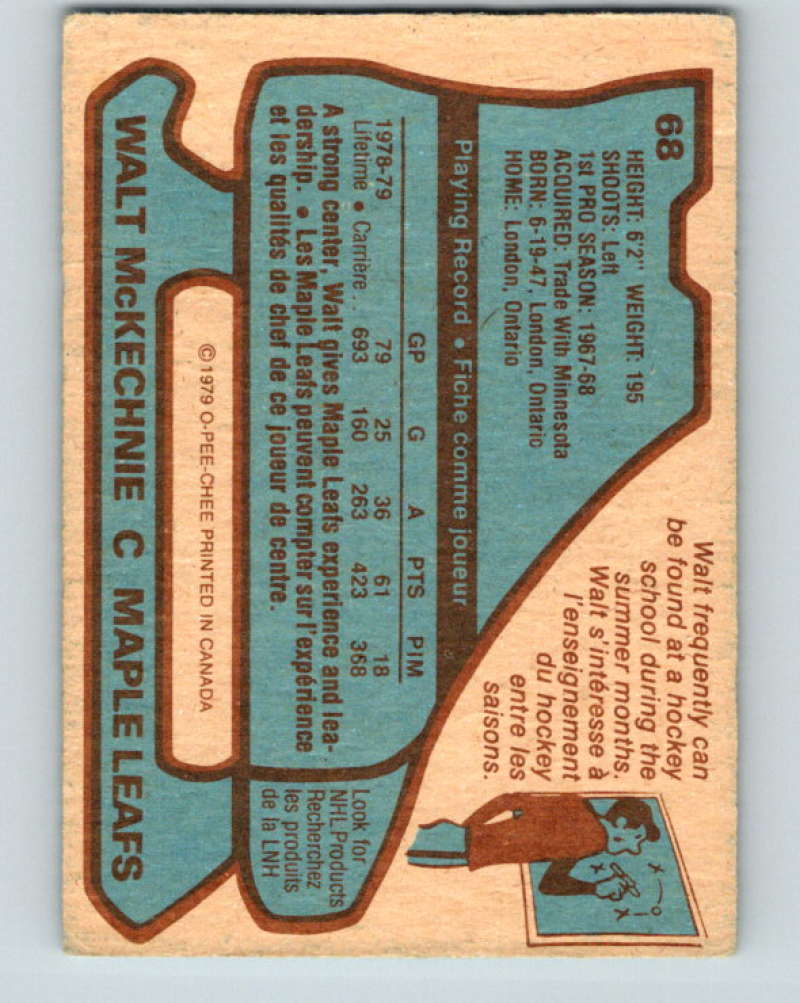 68
HEIGHT: 6'2" WEIGHT: 195
SHOOTS: Left
1st PRO SEASON: 1967-68
ACQUIRED: Trade With Minnesota
BORN: 6-19-47, London, Ontario
HOME: London, Ontario
Walt frequently can
be found at a hockey
school during the
summer months.
Walt s'intéresse à
l'enseignement
du hockey
entre les
saisons.
Playing Record • Fiche comme joueur
GP G A PTS PIM
1978-79 79 25 36 61 18
Lifetime • Carrière .. 693 160 263 423 368
A strong center, Walt gives Maple Leafs experience and lea-
dership. • Les Maple Leafs peuvent compter sur l'expérience
et les qualités de chef de ce joueur de centre.
Look for
NHL Products
Recherchez
les produits
de la LNH
© 1979 O-PEE-CHEE PRINTED IN CANADA
WALT McKECHNIE C MAPLE LEAFS